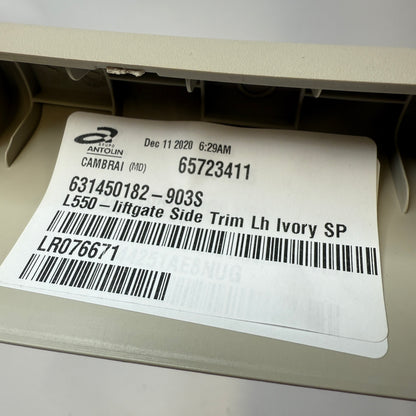 GRUPO
ANTOLIN
Dec 11 2020 6:29AM
CAMBRAI (MD) 65723411
631450182-903S
L550-liftgate Side Trim Lh Ivory SP
LR076671